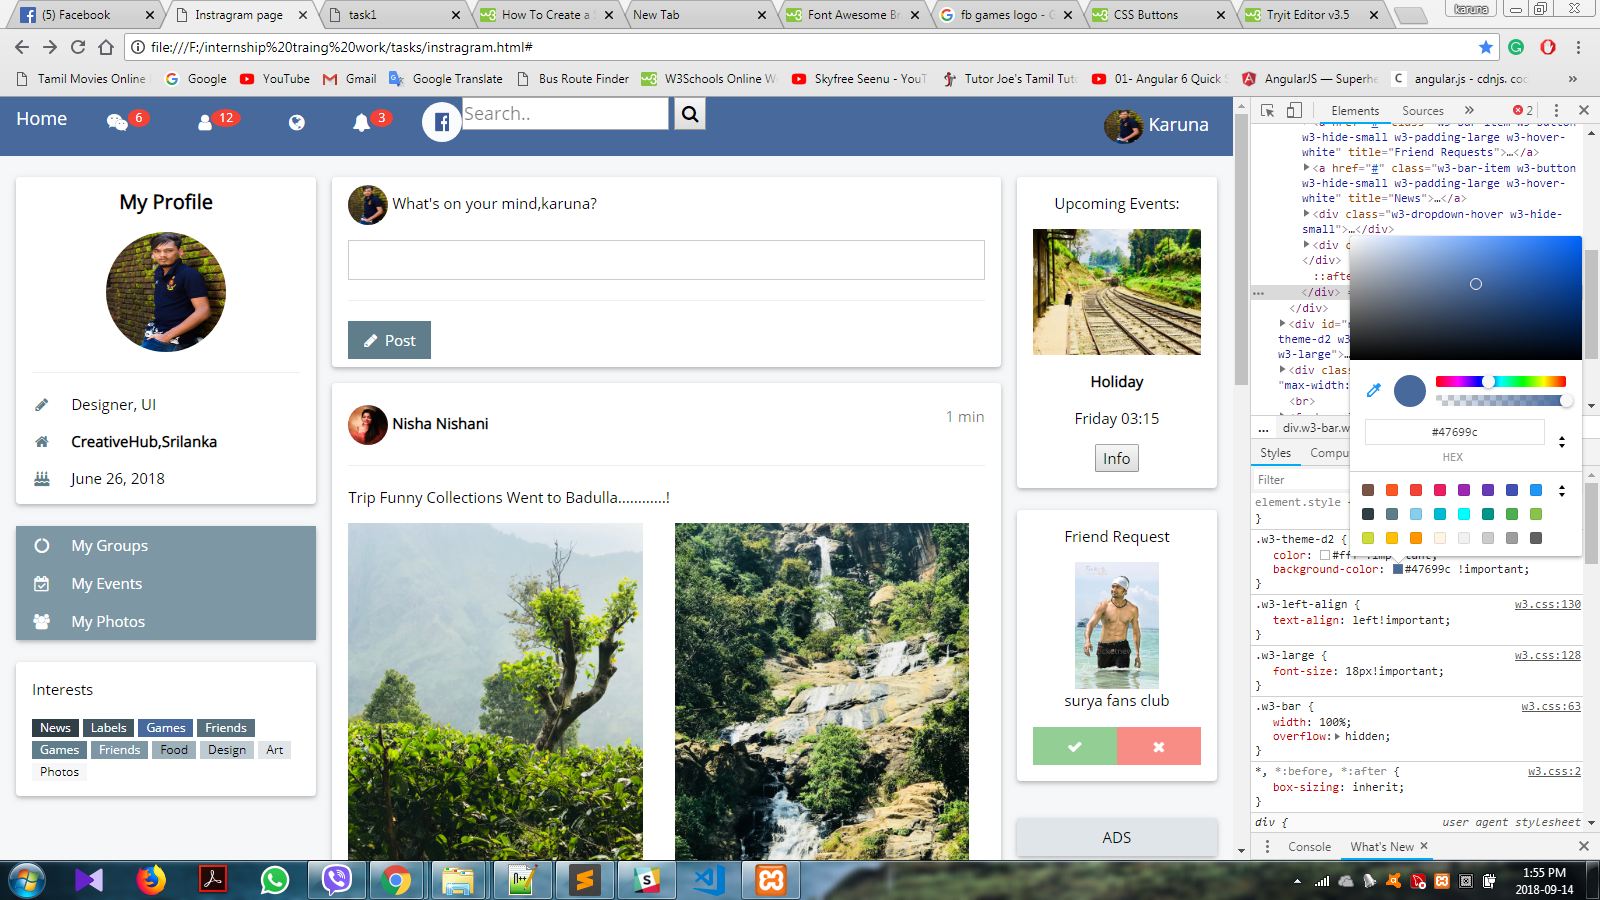 (5) Facebook
Instragram page
task1
How To Create a
New Tab
Font Awesome Br
fb games logo - G
CSS Buttons
Tryit Editor v3.5
karuna
file:///F:/internship%20traing%20work/tasks/instragram.html#
Tamil Movies Online
Google
YouTube
Gmail
Google Translate
Bus Route Finder
W3Schools Online W
Skyfree Seenu - YouT
Tutor Joe's Tamil Tut
01- Angular 6 Quick S
AngularJS — Superhe
angular.js - cdnjs. co
»
Home
6
12
3
Search..
Karuna
My Profile
Designer, UI
CreativeHub,Srilanka
June 26, 2018
My Groups
My Events
My Photos
Interests
News Labels Games Friends
Games Friends Food Design Art
Photos
What's on your mind,karuna?
Post
Nisha Nishani
1 min
Trip Funny Collections Went to Badulla............!
Upcoming Events:
Holiday
Friday 03:15
Info
Friend Request
surya fans club
ADS
Elements Sources » 2
w3-hide-small w3-padding-large w3-hover-
white" title="Friend Requests">…</a>
<a href="#" class="w3-bar-item w3-button
w3-hide-small w3-padding-large w3-hover-
white" title="News">…</a>
<div class="w3-dropdown-hover w3-hide-
small">…</div>
<div c
</div>
::afte
</div>
</div>
<div id="
theme-d2 w
w3-large">…
<div clas
"max-width:
<br>
... div.w3-bar.w
Styles Compu
Filter
#47699c
HEX
element.style
}
.w3-theme-d2 {
color: #fff !important;
background-color: #47699c !important;
}
.w3-left-align { w3.css:130
text-align: left!important;
}
.w3-large { w3.css:128
font-size: 18px!important;
}
.w3-bar { w3.css:63
width: 100%;
overflow: hidden;
}
*, *:before, *:after { w3.css:2
box-sizing: inherit;
}
div { user agent stylesheet
Console What's New
1:55 PM
2018-09-14